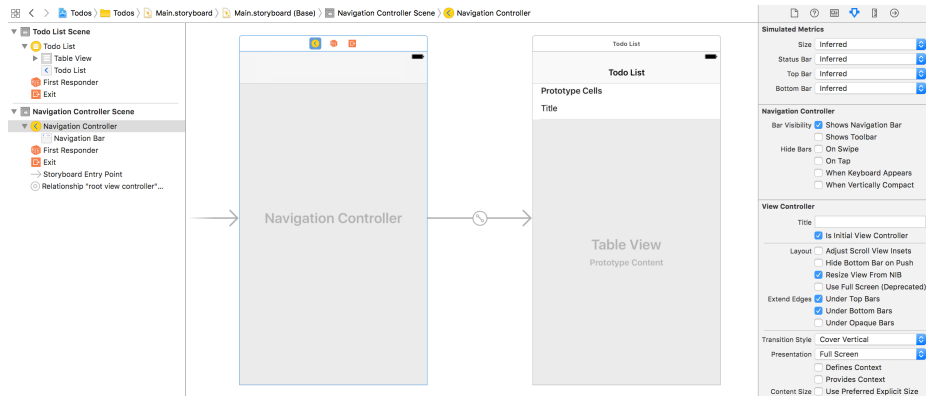 Todos Todos Main.storyboard Main.storyboard (Base) Navigation Controller Scene Navigation Controller
Todo List Scene
Todo List
Table View
Todo List
First Responder
Exit
Navigation Controller Scene
Navigation Controller
Navigation Bar
First Responder
Exit
Storyboard Entry Point
Relationship "root view controller"...
Navigation Controller
Todo List
Todo List
Prototype Cells
Title
Table View
Prototype Content
Simulated Metrics
Size Inferred
Status Bar Inferred
Top Bar Inferred
Bottom Bar Inferred
Navigation Controller
Bar Visibility Shows Navigation Bar
Shows Toolbar
Hide Bars On Swipe
On Tap
When Keyboard Appears
When Vertically Compact
View Controller
Title
Is Initial View Controller
Layout Adjust Scroll View Insets
Hide Bottom Bar on Push
Resize View From NIB
Use Full Screen (Deprecated)
Extend Edges Under Top Bars
Under Bottom Bars
Under Opaque Bars
Transition Style Cover Vertical
Presentation Full Screen
Defines Context
Provides Context
Content Size Use Preferred Explicit Size